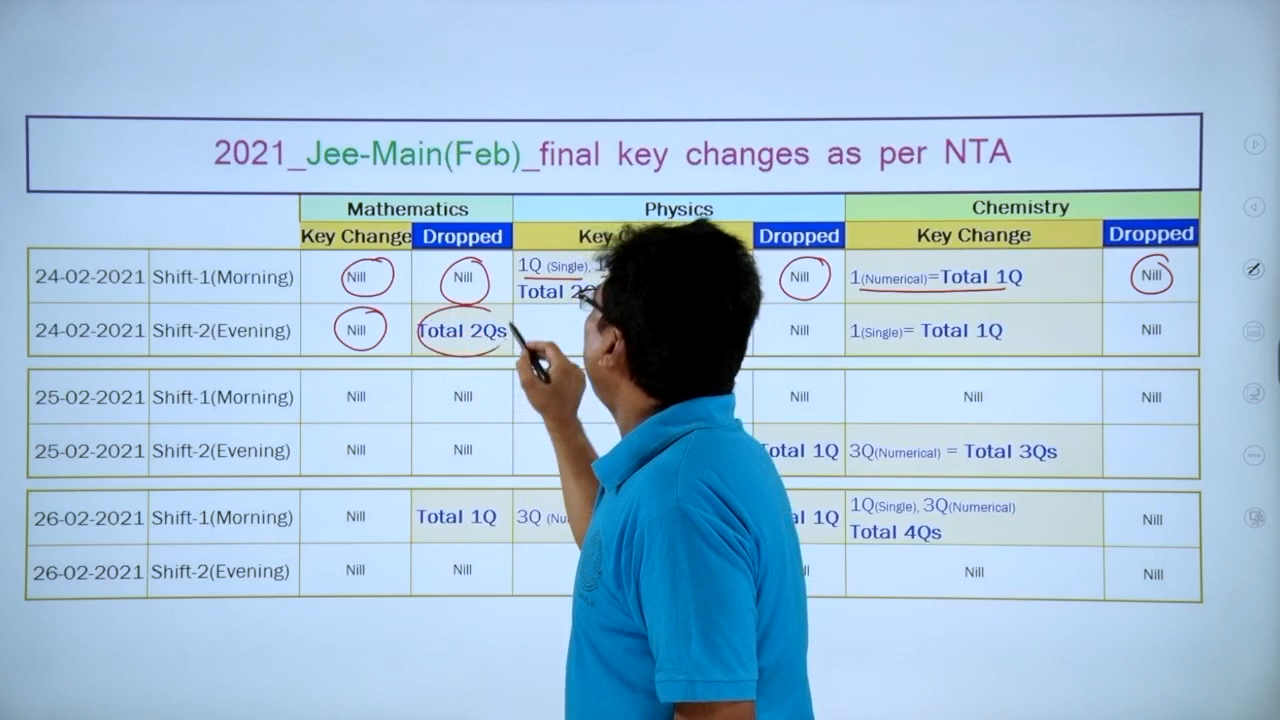 2021_Jee-Main(Feb)_final key changes as per NTA
Mathematics Physics Chemistry
Key Change Dropped Key Dropped Key Change Dropped
24-02-2021 Shift-1(Morning) Nill Nill 1Q (Single), Nill 1(Numerical)=Total 1Q Nill
Total
24-02-2021 Shift-2(Evening) Nill Total 2Qs Nill 1(Single)= Total 1Q Nill
25-02-2021 Shift-1(Morning) Nill Nill Nill Nill Nill
25-02-2021 Shift-2(Evening) Nill Nill Total 1Q 3Q(Numerical) = Total 3Qs
26-02-2021 Shift-1(Morning) Nill Total 1Q 3Q 1Q 1Q(Single), 3Q(Numerical) Nill
Total 4Qs
26-02-2021 Shift-2(Evening) Nill Nill Nill Nill